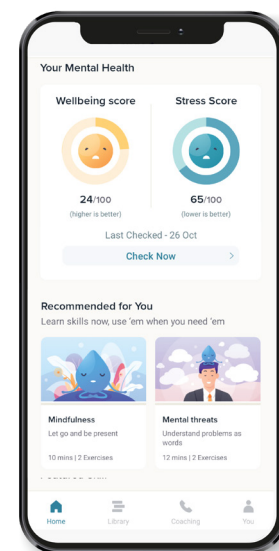 Your Mental Health
Wellbeing score
Stress Score
24/100
65/100
(higher is better)
(lower is better)
Last Checked - 26 Oct
Check Now
Recommended for You
Learn skills now, use 'em when you need 'em
Mindfulness
Let go and be present
10 mins | 2 Exercises
Mental threats
Understand problems as
words
12 mins | 2 Exercises
Home
Library
Coaching
You